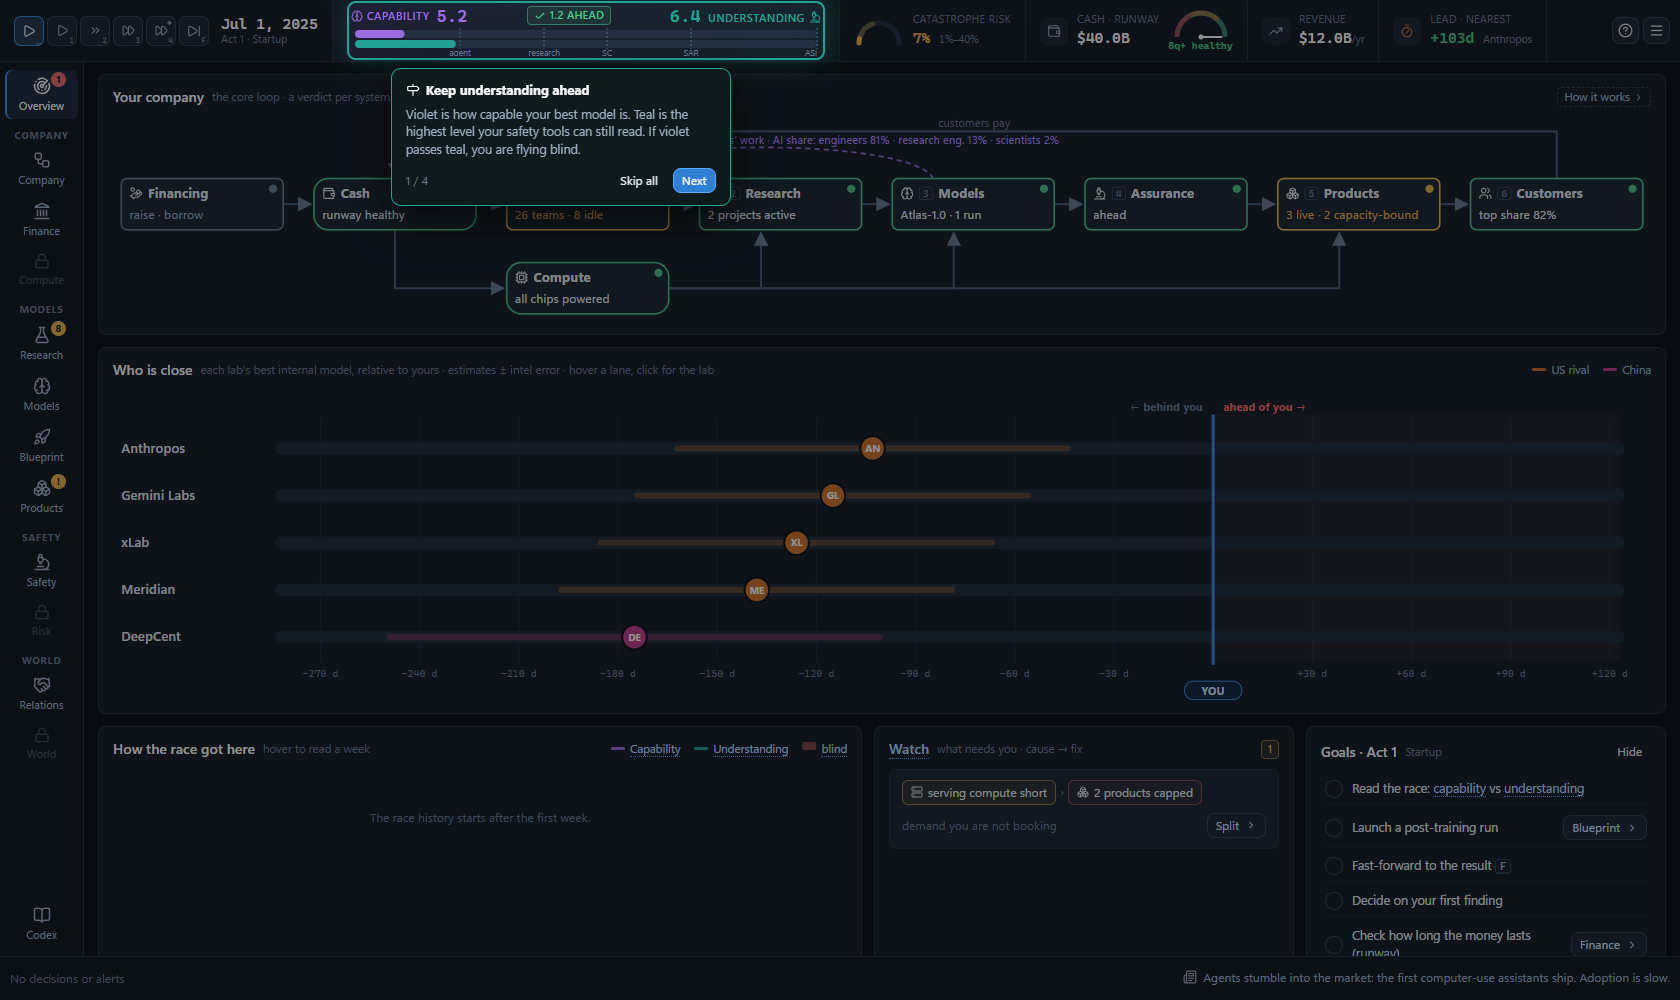 Jul 1, 2025
Act 1 · Startup
1
2
3
4
F
CAPABILITY 5.2
1.2 AHEAD
6.4 UNDERSTANDING
agent
research
SC
SAR
ASI
CATASTROPHE RISK
7% 1%–40%
CASH · RUNWAY
$40.0B
8q+ healthy
REVENUE
$12.0B/yr
LEAD · NEAREST
+103d Anthropos
Overview
1
COMPANY
Company
Finance
Compute
MODELS
Research
8
Models
Blueprint
Products
!
SAFETY
Safety
Risk
WORLD
Relations
World
Codex
Keep understanding ahead
Violet is how capable your best model is. Teal is the
highest level your safety tools can still read. If violet
passes teal, you are flying blind.
1 / 4
Skip all
Next
Your company the core loop · a verdict per system
How it works
customers pay
s' work · AI share: engineers 81% · research eng. 13% · scientists 2%
Financing
raise · borrow
Cash
runway healthy
26 teams · 8 idle
2 Research
2 projects active
3 Models
Atlas-1.0 · 1 run
4 Assurance
ahead
5 Products
3 live · 2 capacity-bound
6 Customers
top share 82%
Compute
all chips powered
Who is close each lab's best internal model, relative to yours · estimates ± intel error · hover a lane, click for the lab
US rival
China
← behind you
ahead of you →
Anthropos
AN
Gemini Labs
GL
xLab
XL
Meridian
ME
DeepCent
DE
−270 d
−240 d
−210 d
−180 d
−150 d
−120 d
−90 d
−60 d
−30 d
+30 d
+60 d
+90 d
+120 d
YOU
How the race got here hover to read a week
Capability
Understanding
blind
The race history starts after the first week.
Watch what needs you · cause → fix
1
serving compute short
2 products capped
demand you are not booking
Split
Goals · Act 1 Startup
Hide
Read the race: capability vs understanding
Launch a post-training run
Blueprint
Fast-forward to the result F
Decide on your first finding
Check how long the money lasts
(runway)
Finance
No decisions or alerts
Agents stumble into the market: the first computer-use assistants ship. Adoption is slow.